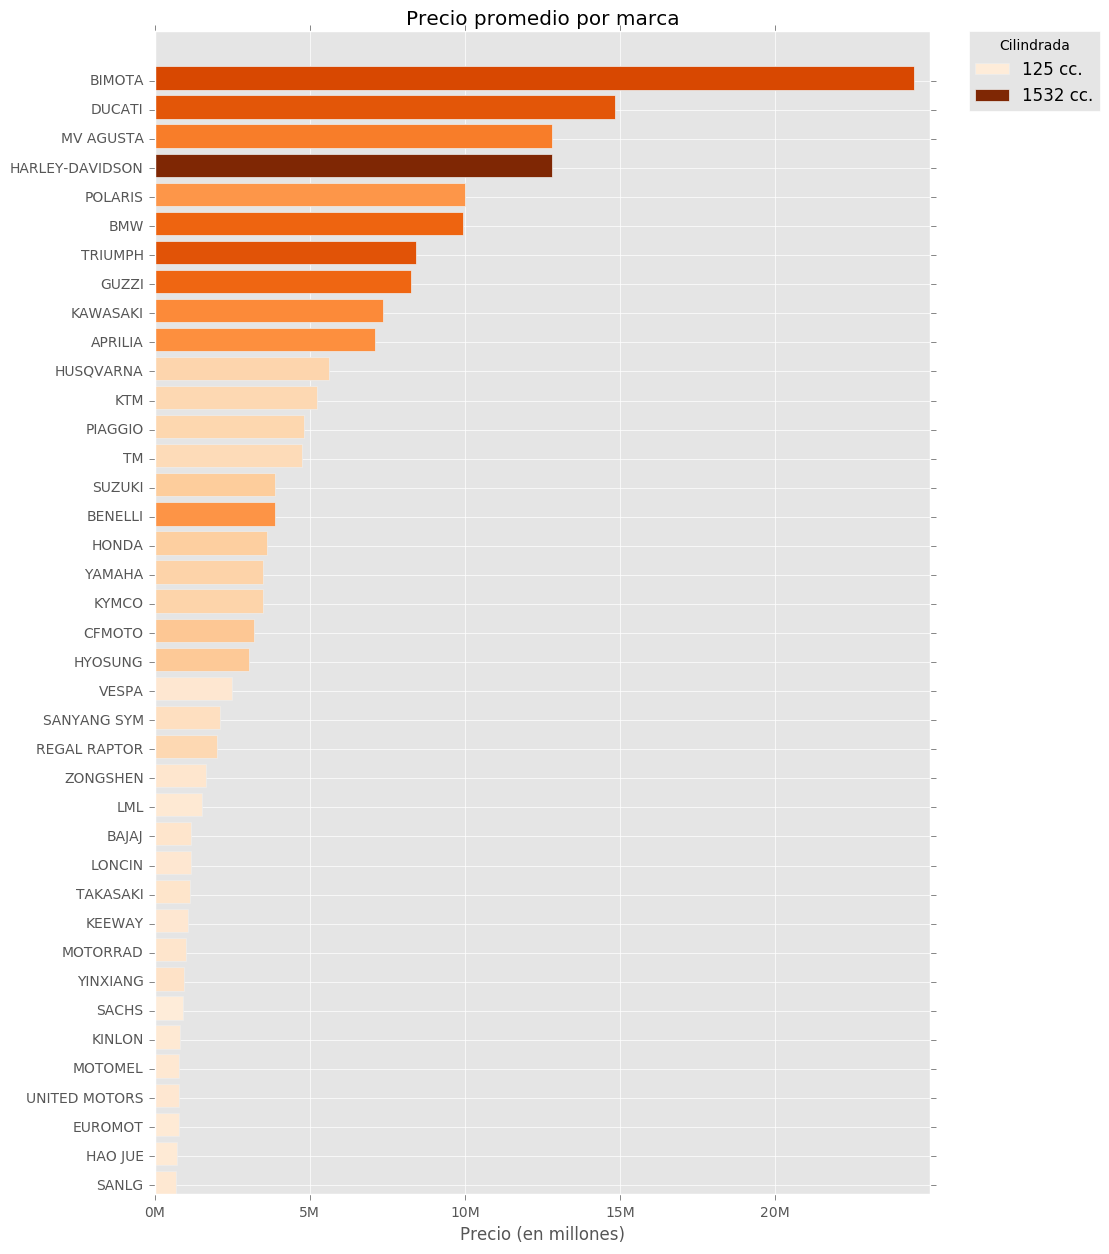 Precio promedio por marca
Cilindrada
125 cc.
1532 cc.
BIMOTA
DUCATI
MV AGUSTA
HARLEY-DAVIDSON
POLARIS
BMW
TRIUMPH
GUZZI
KAWASAKI
APRILIA
HUSQVARNA
KTM
PIAGGIO
TM
SUZUKI
BENELLI
HONDA
YAMAHA
KYMCO
CFMOTO
HYOSUNG
VESPA
SANYANG SYM
REGAL RAPTOR
ZONGSHEN
LML
BAJAJ
LONCIN
TAKASAKI
KEEWAY
MOTORRAD
YINXIANG
SACHS
KINLON
MOTOMEL
UNITED MOTORS
EUROMOT
HAO JUE
SANLG
0M 5M 10M 15M 20M
Precio (en millones)